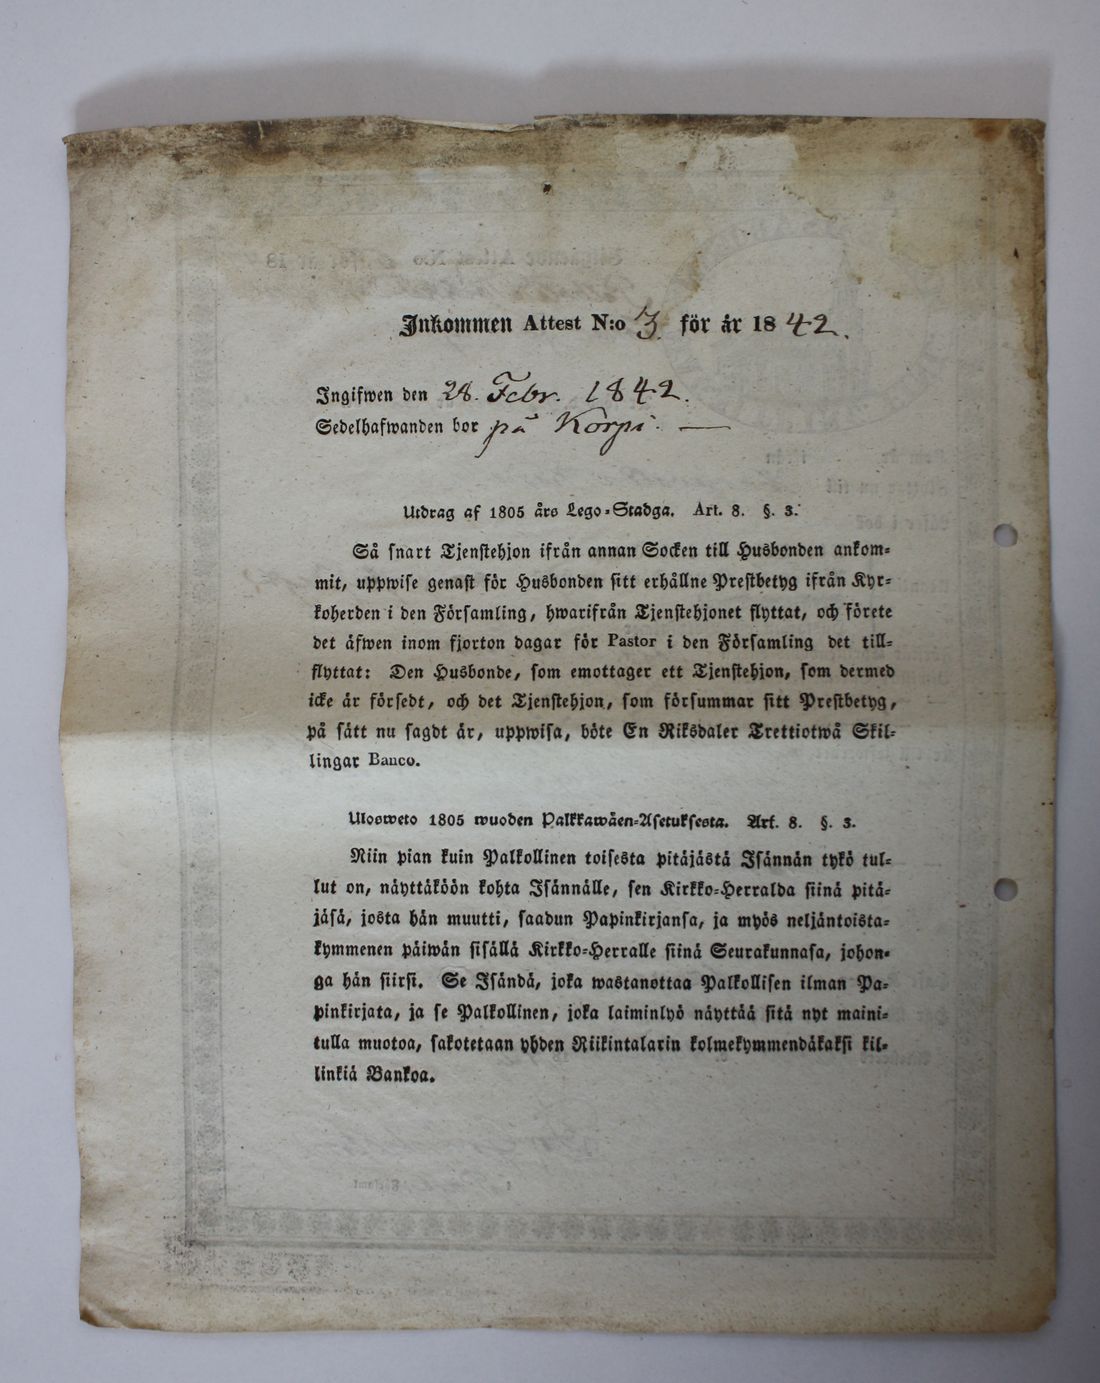 Inkommen Attest N:o 3. för år 1842.
Ingifwen den 28. Febr. 1842.
Sedelhafwanden bor på Korpi. —
Utdrag af 1805 års Lego-Stadga. Art. 8. §. 3.
Så snart Tjenstehjon ifrån annan Socken till Husbonden ankom-
mit, uppwise genast för Husbonden sitt erhållne Prestbetyg ifrån Kyr-
koherden i den Församling, hwarifrån Tjenstehjonet flyttat, och förete
det äfwen inom fjorton dagar för Pastor i den Församling det till-
flyttat: Den Husbonde, som emottager ett Tjenstehjon, som dermed
icke är försedt, och det Tjenstehjon, som försummar sitt Prestbetyg,
på sätt nu sagdt är, uppwisa, böte En Riksdaler Trettiotwå Skil-
lingar Banco.
Ulosweto 1805 wuoden Palkkawäen-Asetuksesta. Art. 8. §. 3.
Niin pian kuin Palkollinen toisesta pitäjästä Isännän tykö tul-
lut on, näyttäköön kohta Isännälle, sen Kirkko-Herralda siinä pitä-
jäsä, josta hän muutti, saadun Papinkirjansa, ja myös neljäntoista-
kymmenen päiwän sisällä Kirkko-Herralle siinä Seurakunnasa, johon-
ga hän siirsi. Se Isändä, joka wastanottaa Palkollisen ilman Pa-
pinkirjata, ja se Palkollinen, joka laiminlyö näyttää sitä nyt maini-
tulla muotoa, sakotetaan yhden Riikintalarin kolmekymmendäkaksi kil-
linkiä Bankoa.